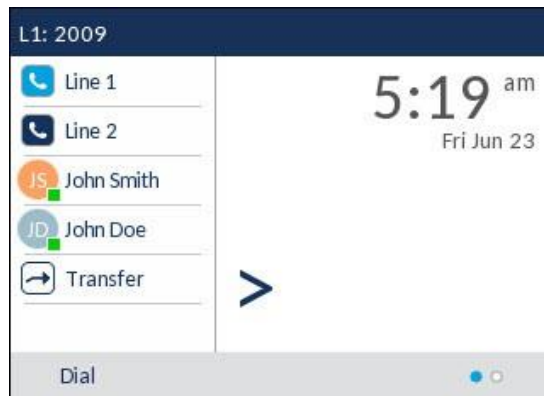 L1: 2009
Line 1
Line 2
JS John Smith
JD John Doe
Transfer
5:19 am
Fri Jun 23
>
Dial